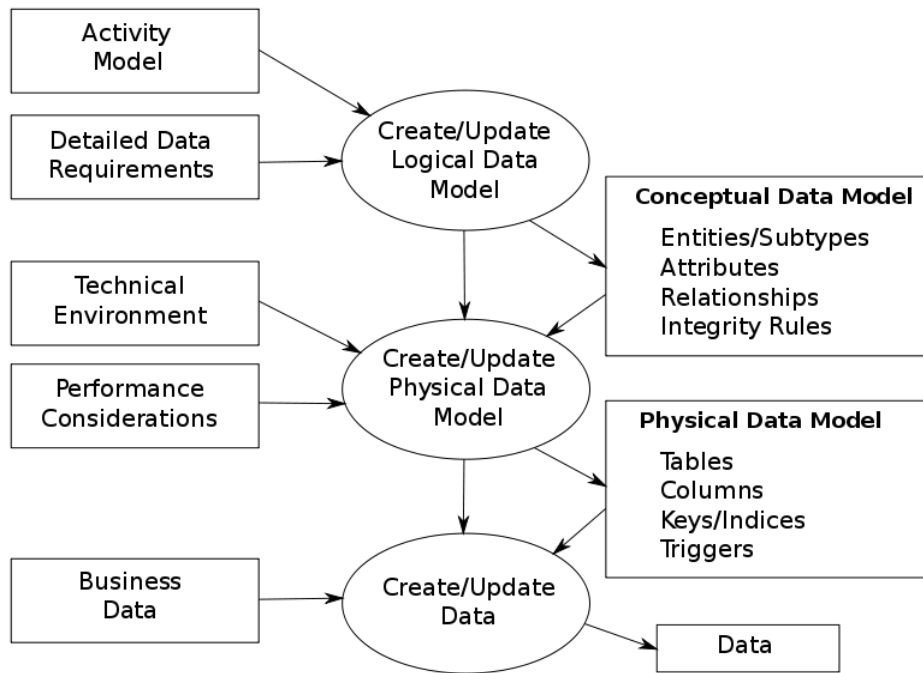 Activity
Model
Detailed Data
Requirements
Create/Update
Logical Data
Model
Conceptual Data Model
Entities/Subtypes
Attributes
Relationships
Integrity Rules
Technical
Environment
Performance
Considerations
Create/Update
Physical Data
Model
Physical Data Model
Tables
Columns
Keys/Indices
Triggers
Business
Data
Create/Update
Data
Data